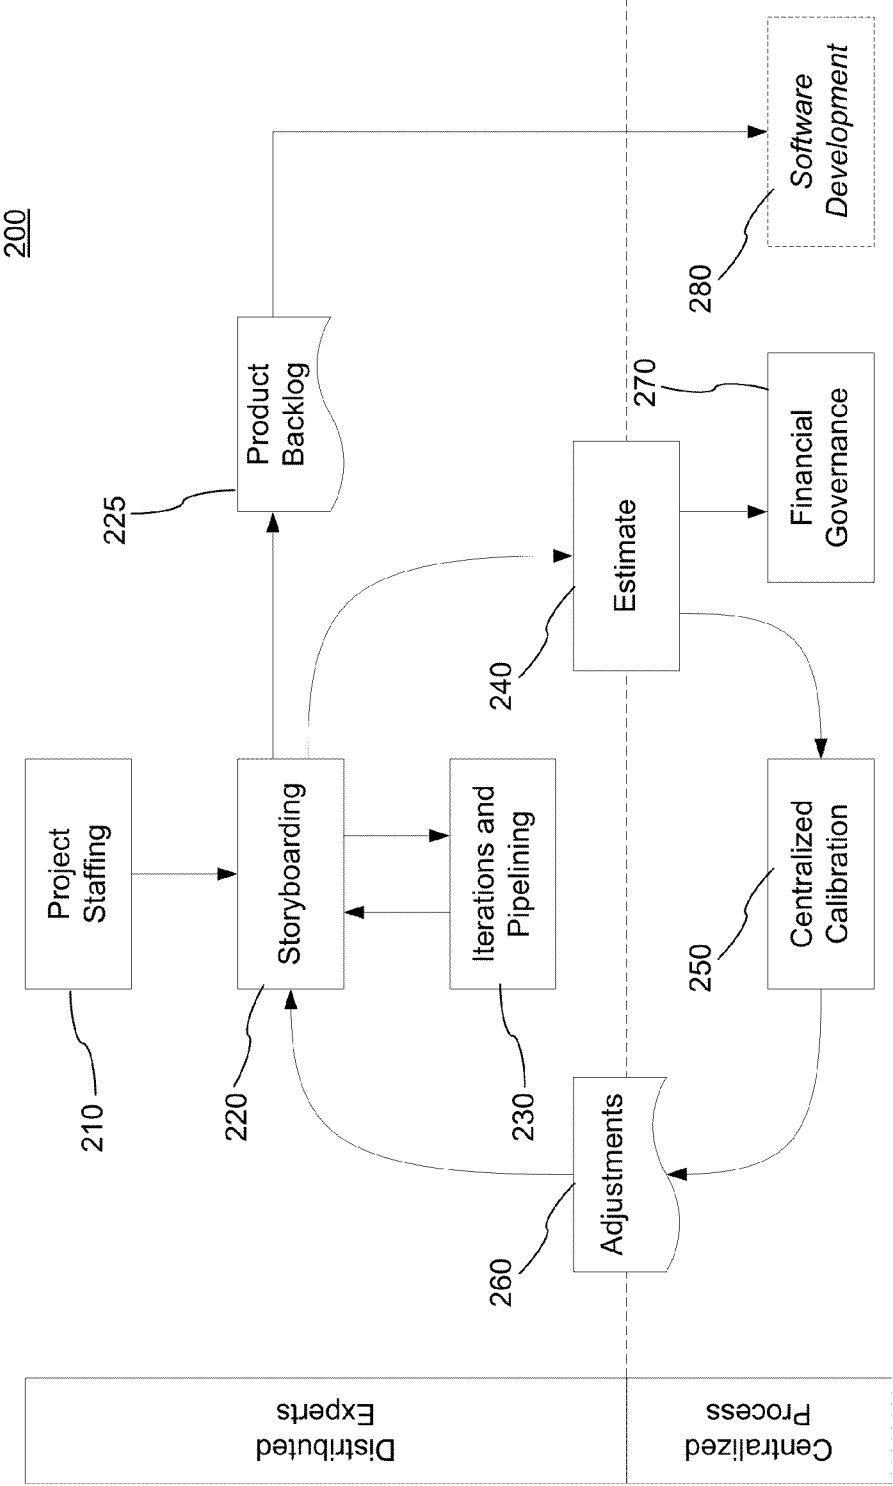 200
Project
Staffing
210
Storyboarding
220
Product
Backlog
225
Iterations and
Pipelining
230
Estimate
240
Adjustments
260
Centralized
Calibration
250
Financial
Governance
270
Software
Development
280
Distributed
Experts
Centralized
Process